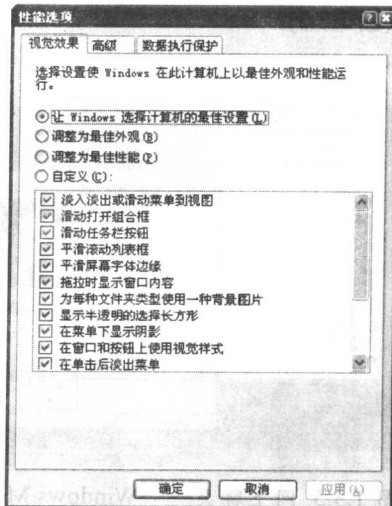 性能选项
视觉效果 高级 数据执行保护
选择设置使 Windows 在此计算机上以最佳外观和性能运
行。
让 Windows 选择计算机的最佳设置(L)
调整为最佳外观(B)
调整为最佳性能(P)
自定义(C):
淡入淡出或滑动菜单到视图
滑动打开组合框
滑动任务栏按钮
平滑滚动列表框
平滑屏幕字体边缘
拖拉时显示窗口内容
为每种文件夹类型使用一种背景图片
显示半透明的选择长方形
在菜单下显示阴影
在窗口和按钮上使用视觉样式
在单击后淡出菜单
确定 取消 应用(A)